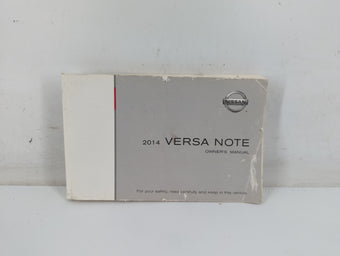 NISSAN
2014 VERSA NOTE
OWNER'S MANUAL
For your safety, read carefully and keep in this vehicle.